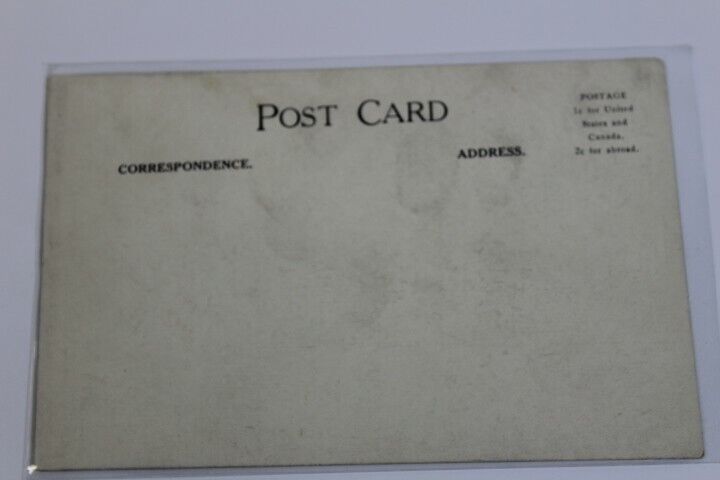 POST CARD
CORRESPONDENCE.
ADDRESS.
POSTAGE
1c for United
States and
Canada.
2c for abroad.